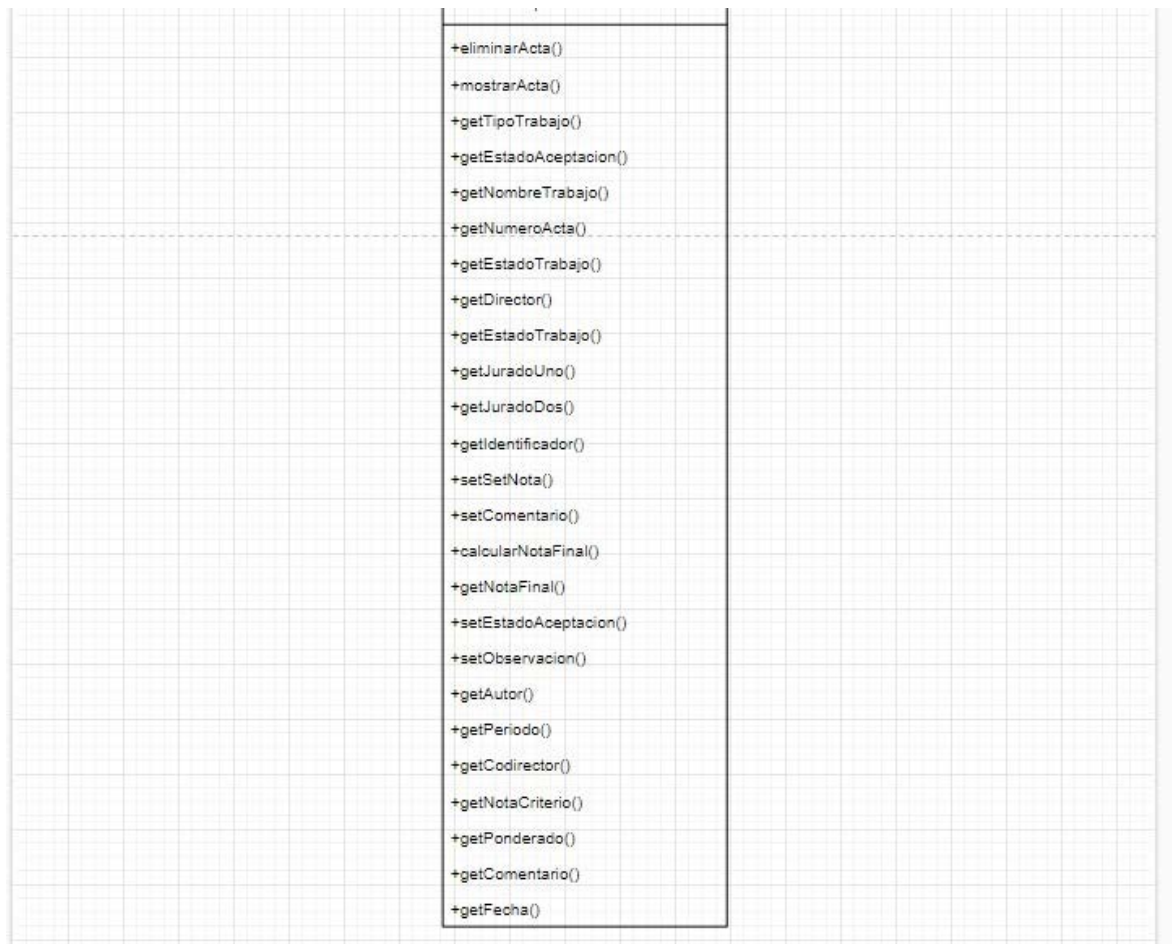 +eliminarActa()
+mostrarActa()
+getTipoTrabajo()
+getEstadoAceptacion()
+getNombreTrabajo()
+getNumeroActa()
+getEstadoTrabajo()
+getDirector()
+getEstadoTrabajo()
+getJuradoUno()
+getJuradoDos()
+getIdentificador()
+setSetNota()
+setComentario()
+calcularNotaFinal()
+getNotaFinal()
+setEstadoAceptacion()
+setObservacion()
+getAutor()
+getPeriodo()
+getCodirector()
+getNotaCriterio()
+getPonderado()
+getComentario()
+getFecha()